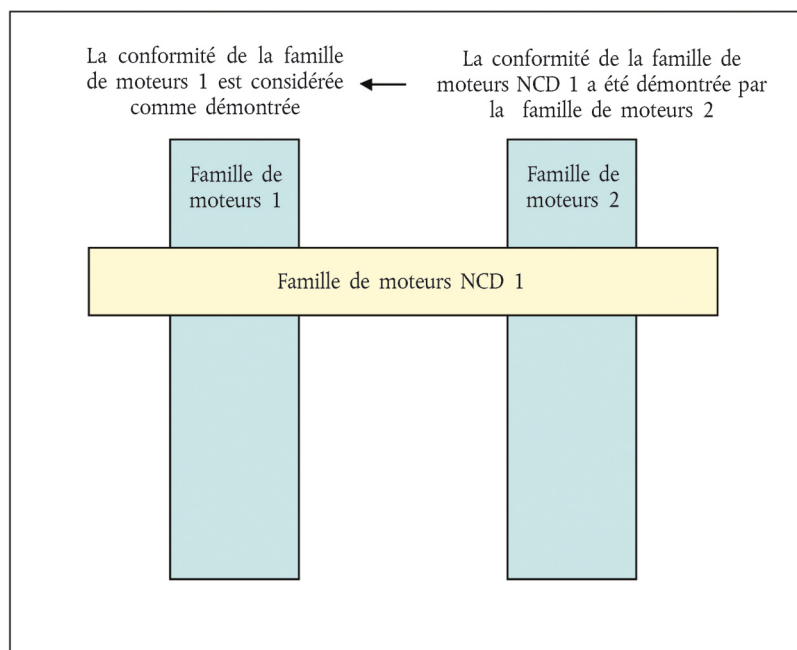 La conformité de la famille
de moteurs 1 est considérée
comme démontrée
La conformité de la famille de
moteurs NCD 1 a été démontrée par
la famille de moteurs 2
Famille de
moteurs 1
Famille de
moteurs 2
Famille de moteurs NCD 1